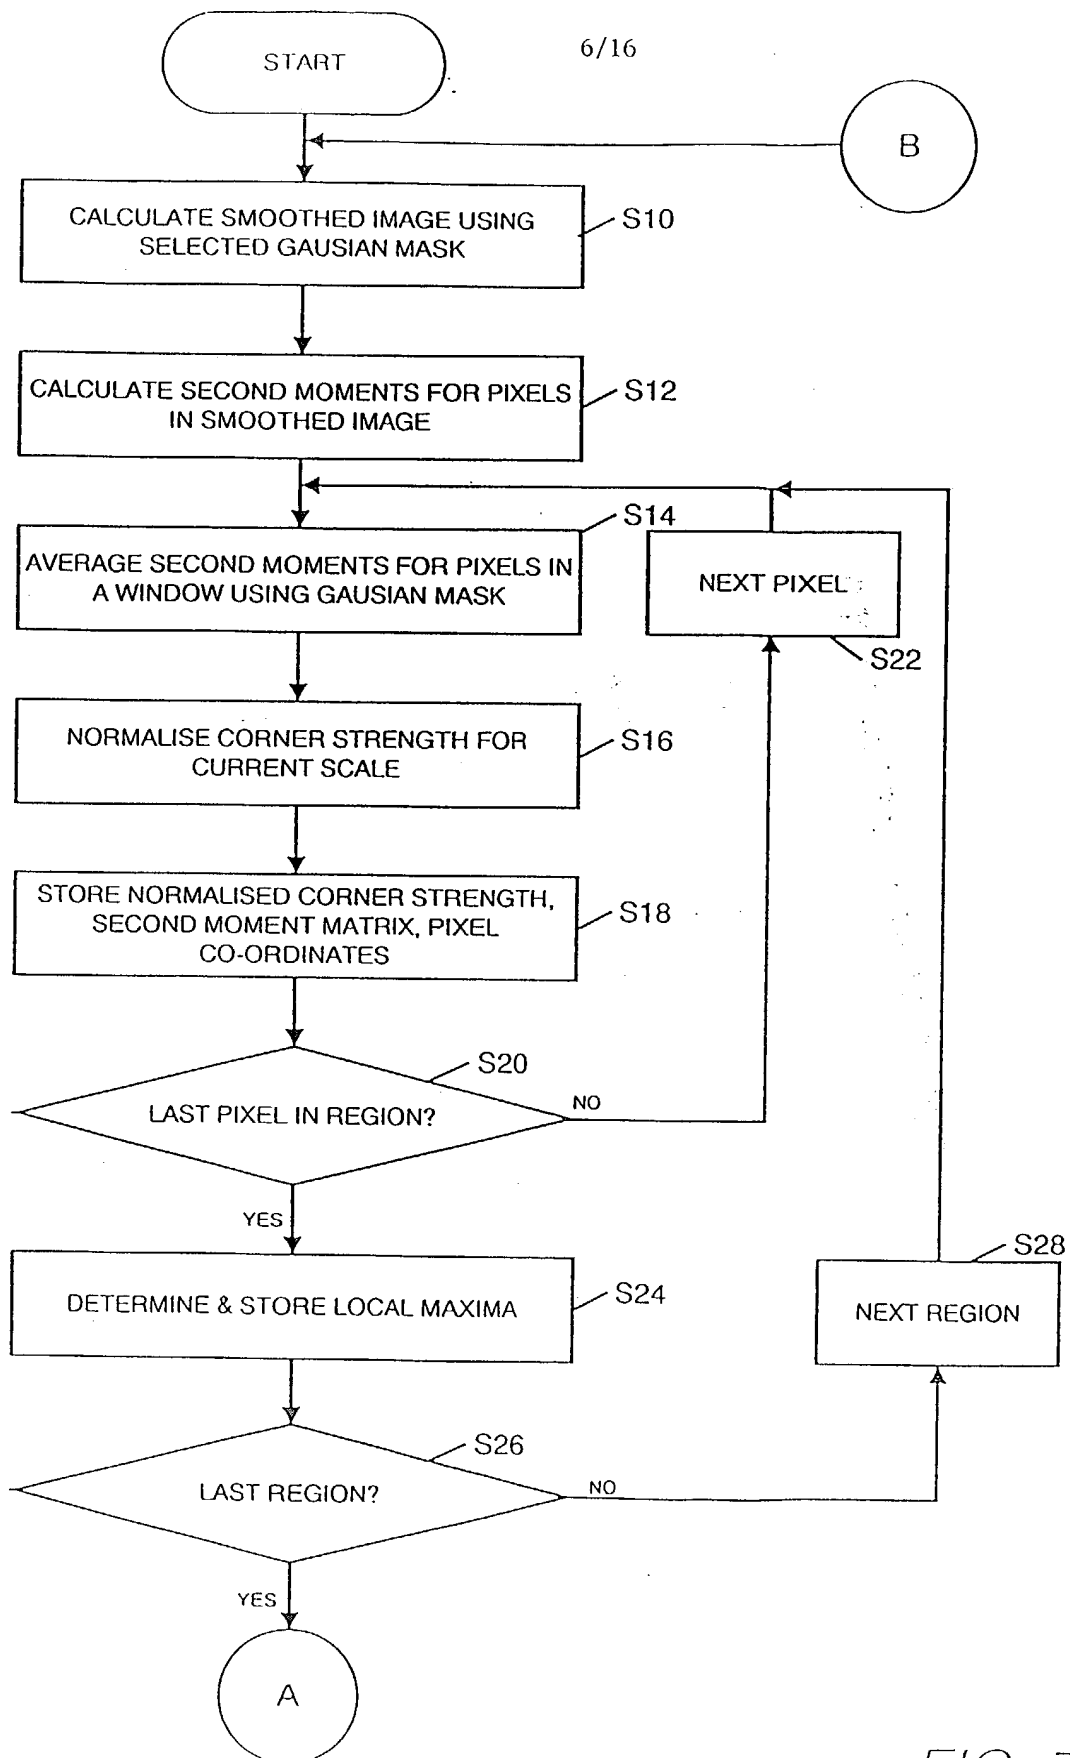 START
6/16
B
CALCULATE SMOOTHED IMAGE USING
SELECTED GAUSIAN MASK
S10
CALCULATE SECOND MOMENTS FOR PIXELS
IN SMOOTHED IMAGE
S12
AVERAGE SECOND MOMENTS FOR PIXELS IN
A WINDOW USING GAUSIAN MASK
S14
NEXT PIXEL
S22
NORMALISE CORNER STRENGTH FOR
CURRENT SCALE
S16
STORE NORMALISED CORNER STRENGTH,
SECOND MOMENT MATRIX, PIXEL
CO-ORDINATES
S18
LAST PIXEL IN REGION?
S20
NO
YES
DETERMINE & STORE LOCAL MAXIMA
S24
NEXT REGION
S28
LAST REGION?
S26
NO
YES
A